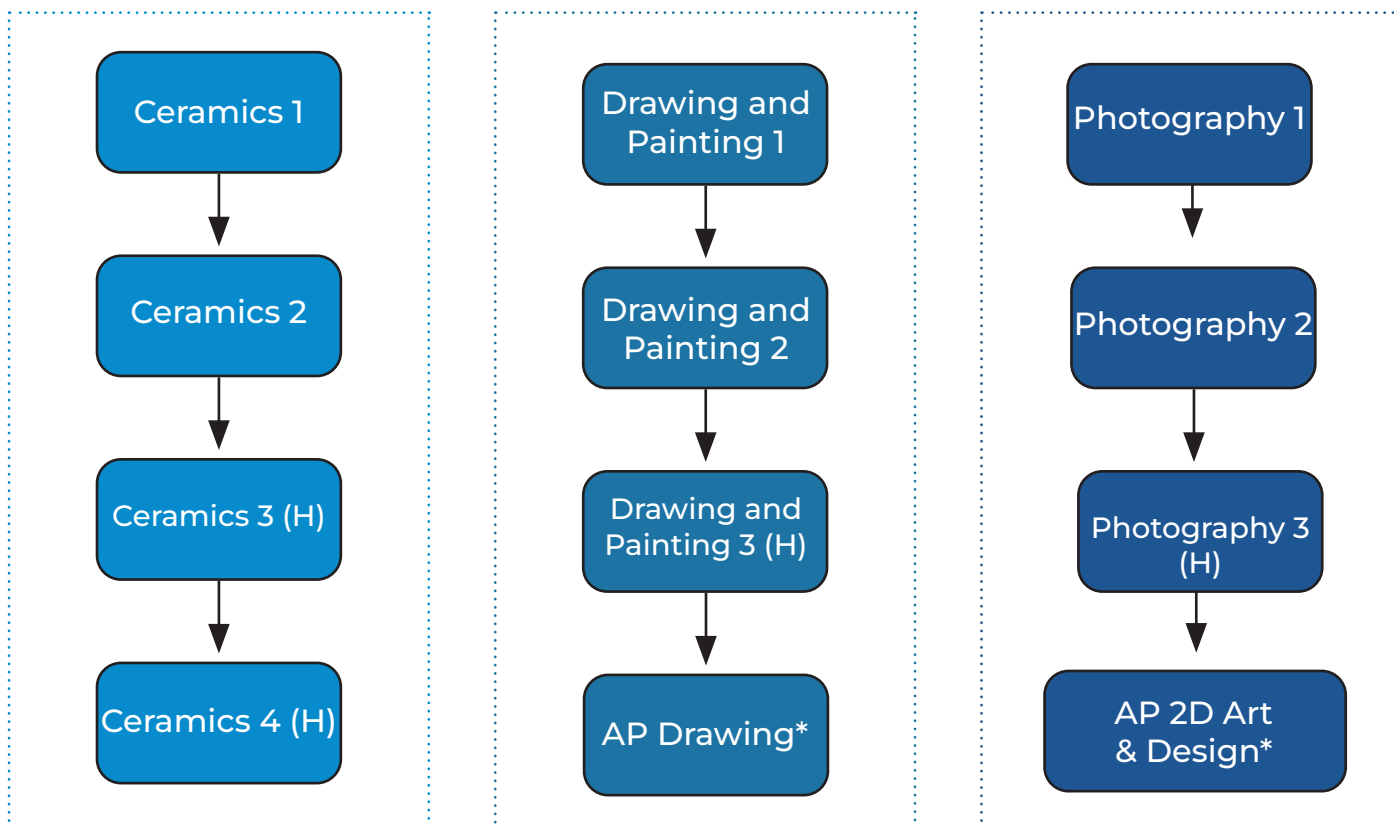 Ceramics 1
Ceramics 2
Ceramics 3 (H)
Ceramics 4 (H)
Drawing and
Painting 1
Drawing and
Painting 2
Drawing and
Painting 3 (H)
AP Drawing*
Photography 1
Photography 2
Photography 3
(H)
AP 2D Art
& Design*